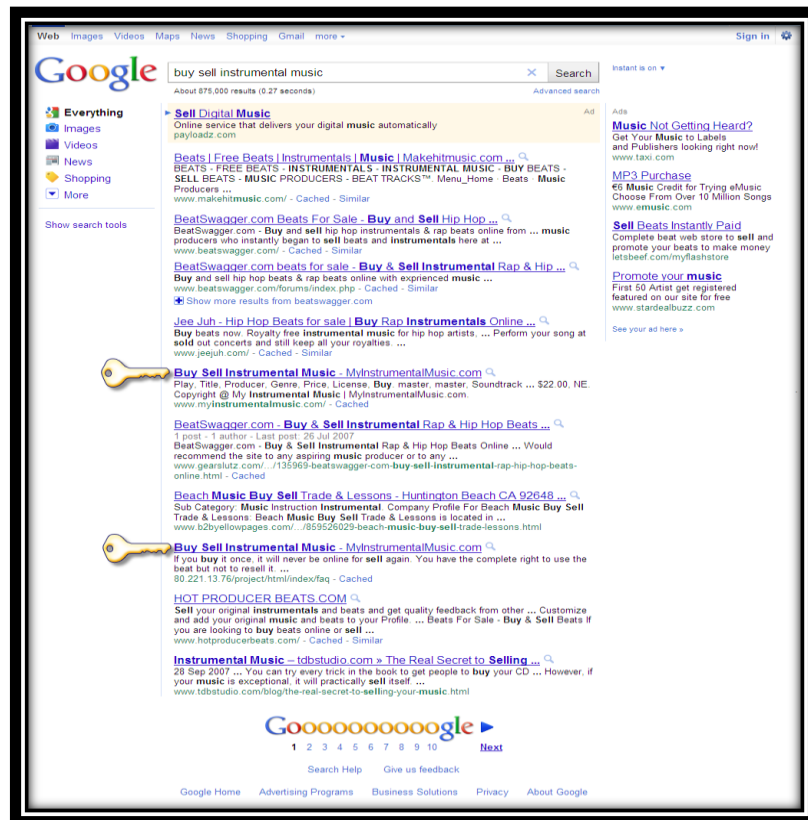 Web Images Videos Maps News Shopping Gmail more
Sign in
Google
buy sell instrumental music
Search
Instant is on
About 875,000 results (0.27 seconds)
Advanced search
Everything
Images
Videos
News
Shopping
More
Show search tools
Sell Digital Music
Ad
Online service that delivers your digital music automatically
payloadz.com
Beats | Free Beats | Instrumentals | Music | Makehitmusic.com ...
BEATS - FREE BEATS - INSTRUMENTALS - INSTRUMENTAL MUSIC - BUY BEATS -
SELL BEATS - MUSIC PRODUCERS - BEAT TRACKS™. Menu_Home · Beats · Music
Producers ...
www.makehitmusic.com/ - Cached - Similar
BeatSwagger.com Beats For Sale - Buy and Sell Hip Hop ...
BeatSwagger.com - Buy and sell hip hop instrumentals & rap beats online from ... music
producers who instantly began to sell beats and instrumentals here at ...
www.beatswagger.com/ - Cached - Similar
BeatSwagger.com beats for sale - Buy & Sell Instrumental Rap & Hip ...
Buy and sell hip hop beats & rap beats online with exprienced music ...
www.beatswagger.com/forums/index.php - Cached - Similar
Show more results from beatswagger.com
Jee Juh - Hip Hop Beats for sale | Buy Rap Instrumentals Online ...
Buy beats now. Royalty free instrumental music for hip hop artists, ... Perform your song at
sold out concerts and still keep all your royalties. ...
www.jeejuh.com/ - Cached - Similar
Buy Sell Instrumental Music - MyInstrumentalMusic.com
Play, Title, Producer, Genre, Price, License, Buy. master, master, Soundtrack ... $22.00, NE.
Copyright @ My Instrumental Music | MyInstrumentalMusic.com.
www.myinstrumentalmusic.com/ - Cached
BeatSwagger.com - Buy & Sell Instrumental Rap & Hip Hop Beats ...
1 post - 1 author - Last post: 26 Jul 2007
BeatSwagger.com - Buy & Sell Instrumental Rap & Hip Hop Beats Online ... Would
recommend the site to any aspiring music producer or to any ...
www.gearslutz.com/.../135969-beatswagger-com-buy-sell-instrumental-rap-hip-hop-beats-
online.html - Cached
Beach Music Buy Sell Trade & Lessons - Huntington Beach CA 92648 ...
Sub Category: Music Instruction Instrumental. Company Profile For Beach Music Buy Sell
Trade & Lessons: Beach Music Buy Sell Trade & Lessons is located in ...
www.b2byellowpages.com/.../859526029-beach-music-buy-sell-trade-lessons.html
Buy Sell Instrumental Music - MyInstrumentalMusic.com
If you buy it once, it will never be online for sell again. You have the complete right to use the
beat but not to resell it. ...
80.221.13.76/project/html/index/faq - Cached
HOT PRODUCER BEATS.COM
Sell your original instrumentals and beats and get quality feedback from other ... Customize
and add your original music and beats to your Profile. ... Beats For Sale - Buy & Sell Beats If
you are looking to buy beats online or sell ...
www.hotproducerbeats.com/ - Cached - Similar
Instrumental Music – tdbstudio.com » The Real Secret to Selling ...
28 Sep 2007 ... You can try every trick in the book to get people to buy your CD ... However, if
your music is exceptional, it will practically sell itself. ...
www.tdbstudio.com/blog/the-real-secret-to-selling-your-music.html
Ads
Music Not Getting Heard?
Get Your Music to Labels
and Publishers looking right now!
www.taxi.com
MP3 Purchase
€6 Music Credit for Trying eMusic
Choose From Over 10 Million Songs
www.emusic.com
Sell Beats Instantly Paid
Complete beat web store to sell and
promote your beats to make money
letsbeef.com/myflashstore
Promote your music
First 50 Artist get registered
featured on our site for free
www.stardealbuzz.com
See your ad here »
Goooooooooogle
1 2 3 4 5 6 7 8 9 10 Next
Search Help Give us feedback
Google Home Advertising Programs Business Solutions Privacy About Google